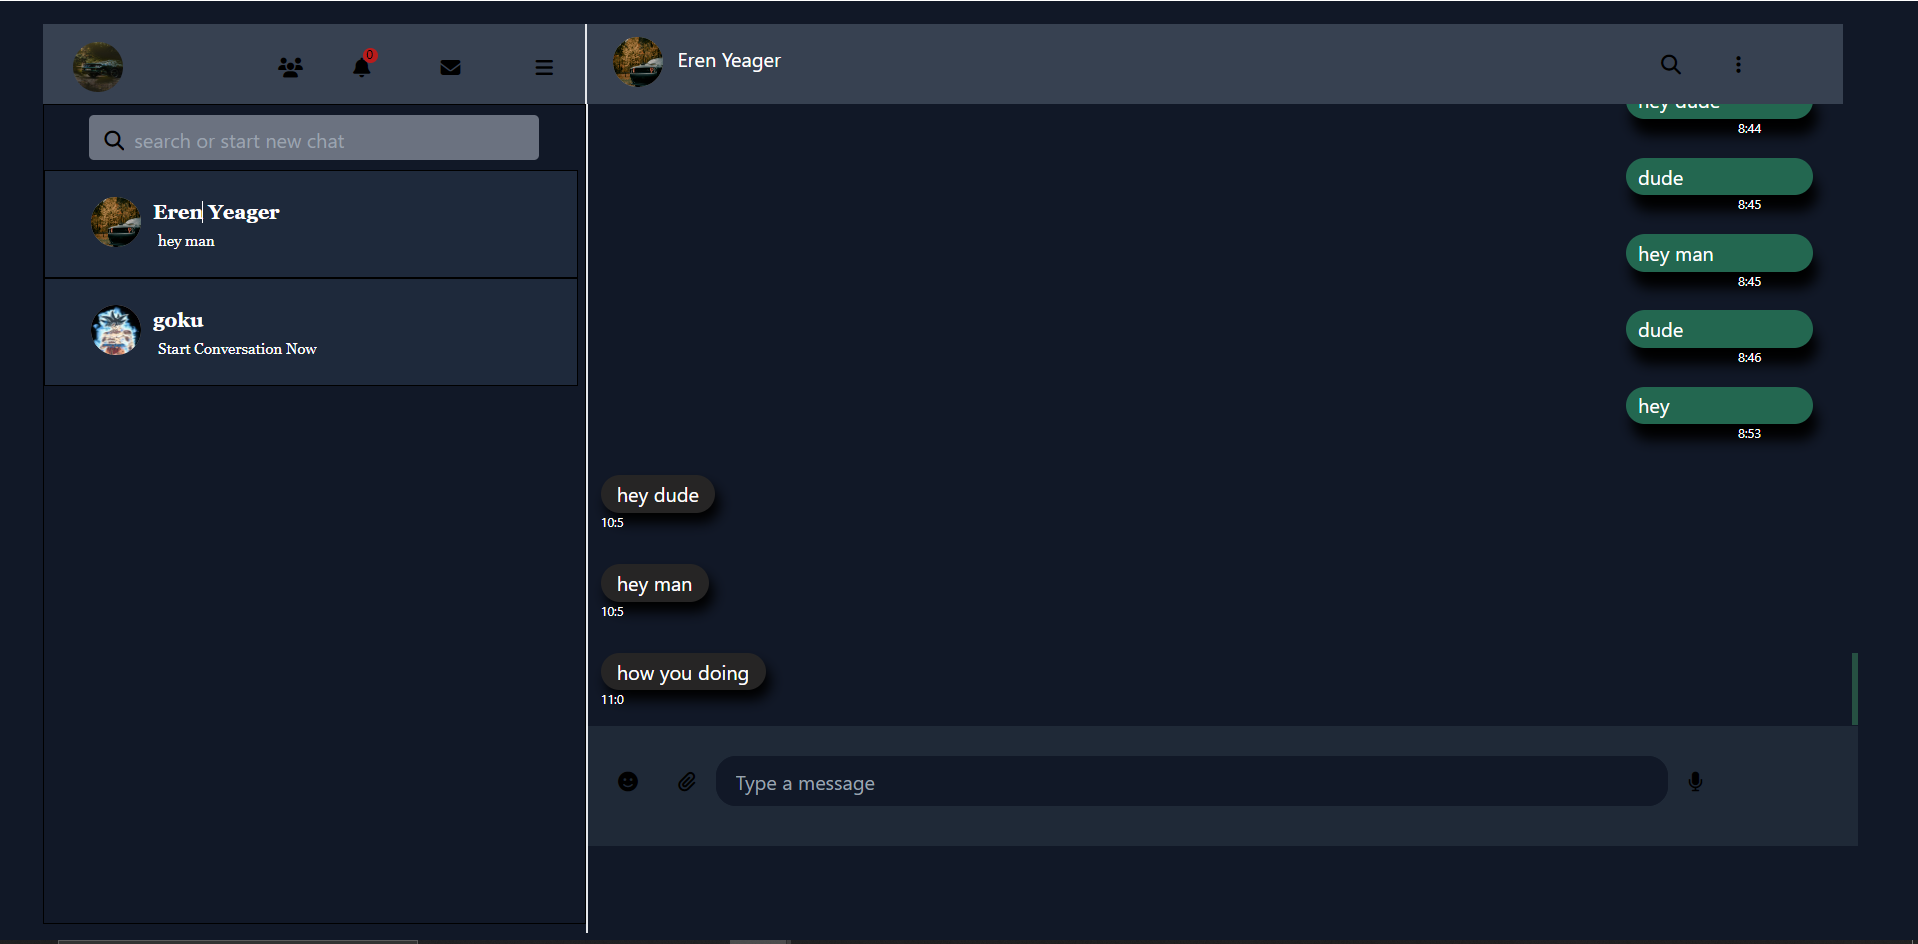 0
Eren Yeager
search or start new chat
Eren Yeager
hey man
goku
Start Conversation Now
hey dude
8:44
dude
8:45
hey man
8:45
dude
8:46
hey
8:53
hey dude
10:5
hey man
10:5
how you doing
11:0
Type a message